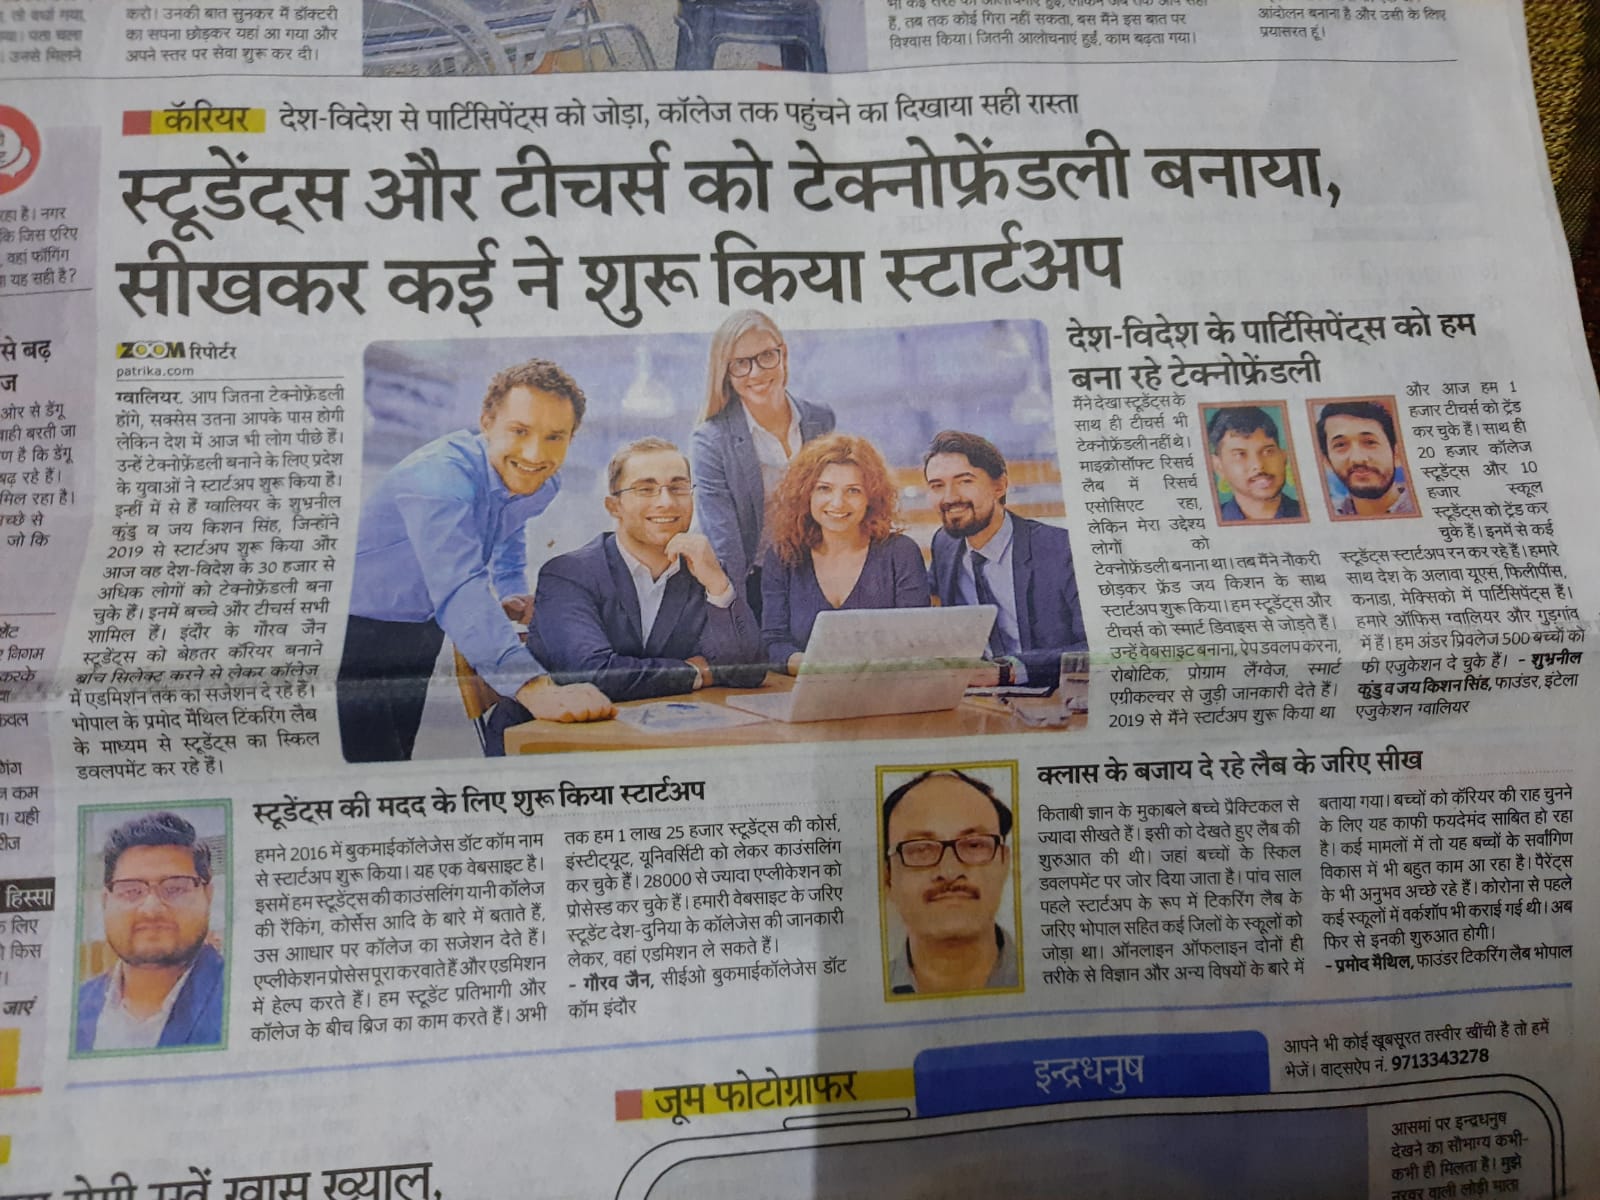 करो। उनकी बात सुनकर मैं डॉक्टरी
का सपना छोड़कर यहां आ गया और
अपने स्तर पर सेवा शुरू कर दी।
है, तब तक कोई गिरा नहीं सकता, बस मैंने इस बात पर
विश्वास किया। जितनी आलोचनाएं हुईं, काम बढ़ता गया।
आंदोलन बनाना है और उसी के लिए
प्रयासरत हूं।
कॅरियर देश-विदेश से पार्टिसिपेंट्स को जोड़ा, कॉलेज तक पहुंचने का दिखाया सही रास्ता
स्टूडेंट्स और टीचर्स को टेक्नोफ्रेंडली बनाया,
सीखकर कई ने शुरू किया स्टार्टअप
ZOOM रिपोर्टर
patrika.com
ग्वालियर. आप जितना टेक्नोफ्रेंडली
होंगे, सक्सेस उतना आपके पास होगी
लेकिन देश में आज भी लोग पीछे हैं।
उन्हें टेक्नोफ्रेंडली बनाने के लिए प्रदेश
के युवाओं ने स्टार्टअप शुरू किया है।
इन्हीं में से हैं ग्वालियर के शुभ्रनील
कुंडु व जय किशन सिंह, जिन्होंने
2019 से स्टार्टअप शुरू किया और
आज वह देश-विदेश के 30 हजार से
अधिक लोगों को टेक्नोफ्रेंडली बना
चुके हैं। इनमें बच्चे और टीचर्स सभी
शामिल हैं। इंदौर के गौरव जैन
स्टूडेंट्स को बेहतर कॅरियर बनाने
ब्रांच सिलेक्ट करने से लेकर कॉलेज
में एडमिशन तक का सजेशन दे रहे हैं।
भोपाल के प्रमोद मैथिल टिंकरिंग लैब
के माध्यम से स्टूडेंट्स का स्किल
डवलपमेंट कर रहे हैं।
देश-विदेश के पार्टिसिपेंट्स को हम
बना रहे टेक्नोफ्रेंडली
मैंने देखा स्टूडेंट्स के
साथ ही टीचर्स भी
टेक्नोफ्रेंडली नहीं थे।
माइक्रोसॉफ्ट रिसर्च
लैब में रिसर्च
एसोसिएट रहा,
लेकिन मेरा उद्देश्य
लोगों को
टेक्नोफ्रेंडली बनाना था। तब मैंने नौकरी
छोड़कर फ्रेंड जय किशन के साथ
स्टार्टअप शुरू किया। हम स्टूडेंट्स और
टीचर्स को स्मार्ट डिवाइस से जोड़ते हैं।
उन्हें वेबसाइट बनाना, ऐप डवलप करना,
रोबोटिक, प्रोग्राम लैंग्वेज, स्मार्ट
एग्रीकल्चर से जुड़ी जानकारी देते हैं।
2019 से मैंने स्टार्टअप शुरू किया था
और आज हम 1
हजार टीचर्स को ट्रेंड
कर चुके हैं। साथ ही
20 हजार कॉलेज
स्टूडेंट्स और 10
हजार स्कूल
स्टूडेंट्स को ट्रेंड कर
चुके हैं। इनमें से कई
स्टूडेंट्स स्टार्टअप रन कर रहे हैं। हमारे
साथ देश के अलावा यूएस, फिलीपींस,
कनाडा, मेक्सिको में पार्टिसिपेंट्स हैं।
हमारे ऑफिस ग्वालियर और गुड़गांव
में हैं। हम अंडर प्रिवलेज 500 बच्चों को
फी एजुकेशन दे चुके हैं। - शुभ्रनील
कुंडु व जय किशन सिंह, फाउंडर, इंटेला
एजुकेशन ग्वालियर
स्टूडेंट्स की मदद के लिए शुरू किया स्टार्टअप
हमने 2016 में बुकमाईकॉलेजेस डॉट कॉम नाम
से स्टार्टअप शुरू किया। यह एक वेबसाइट है।
इसमें हम स्टूडेंट्स की काउंसलिंग यानी कॉलेज
की रैंकिंग, कोर्सेस आदि के बारे में बताते हैं,
उस आाधार पर कॉलेज का सजेशन देते हैं।
एप्लीकेशन प्रोसेस पूरा करवाते हैं और एडमिशन
में हेल्प करते हैं। हम स्टूडेंट प्रतिभागी और
कॉलेज के बीच ब्रिज का काम करते हैं। अभी
तक हम 1 लाख 25 हजार स्टूडेंट्स की कोर्स,
इंस्टीट्यूट, यूनिवर्सिटी को लेकर काउंसलिंग
कर चुके हैं। 28000 से ज्यादा एप्लीकेशन को
प्रोसेस्ड कर चुके हैं। हमारी वेबसाइट के जरिए
स्टूडेंट देश-दुनिया के कॉलेजेस की जानकारी
लेकर, वहां एडमिशन ले सकते हैं।
- गौरव जैन, सीईओ बुकमाईकॉलेजेस डॉट
कॉम इंदौर
क्लास के बजाय दे रहे लैब के जरिए सीख
किताबी ज्ञान के मुकाबले बच्चे प्रैक्टिकल से
ज्यादा सीखते हैं। इसी को देखते हुए लैब की
शुरुआत की थी। जहां बच्चों के स्किल
डवलपमेंट पर जोर दिया जाता है। पांच साल
पहले स्टार्टअप के रूप में टिकरिंग लैब के
जरिए भोपाल सहित कई जिलों के स्कूलों को
जोड़ा था। ऑनलाइन ऑफलाइन दोनों ही
तरीके से विज्ञान और अन्य विषयों के बारे में
बताया गया। बच्चों को कॅरियर की राह चुनने
के लिए यह काफी फयदेमंद साबित हो रहा
है। कई मामलों में तो यह बच्चों के सर्वांगिण
विकास में भी बहुत काम आ रहा है। पैरेंट्स
के भी अनुभव अच्छे रहे हैं। कोरोना से पहले
कई स्कूलों में वर्कशॉप भी कराई गई थी। अब
फिर से इनकी शुरुआत होगी।
- प्रमोद मैथिल, फाउंडर टिकरिंग लैब भोपाल
जूम फोटोग्राफर
इन्द्रधनुष
आपने भी कोई खूबसूरत तस्वीर खींची है तो हमें
भेजें। वाट्सऐप नं. 9713343278
आसमां पर इन्द्रधनुष
देखने का सौभाग्य कभी-
कभी ही मिलता है। मुझे
खास ख्याल,
रहा है। नगर
कि जिस एरिए
वहां फॉगिंग
यह सही है?
से बढ़
ओर से डेंगू
है कि डेंगू
बढ़ रहे हैं।
मिल रहा है।
जो कि
निगम
हिस्सा
के लिए
किस
जाएं